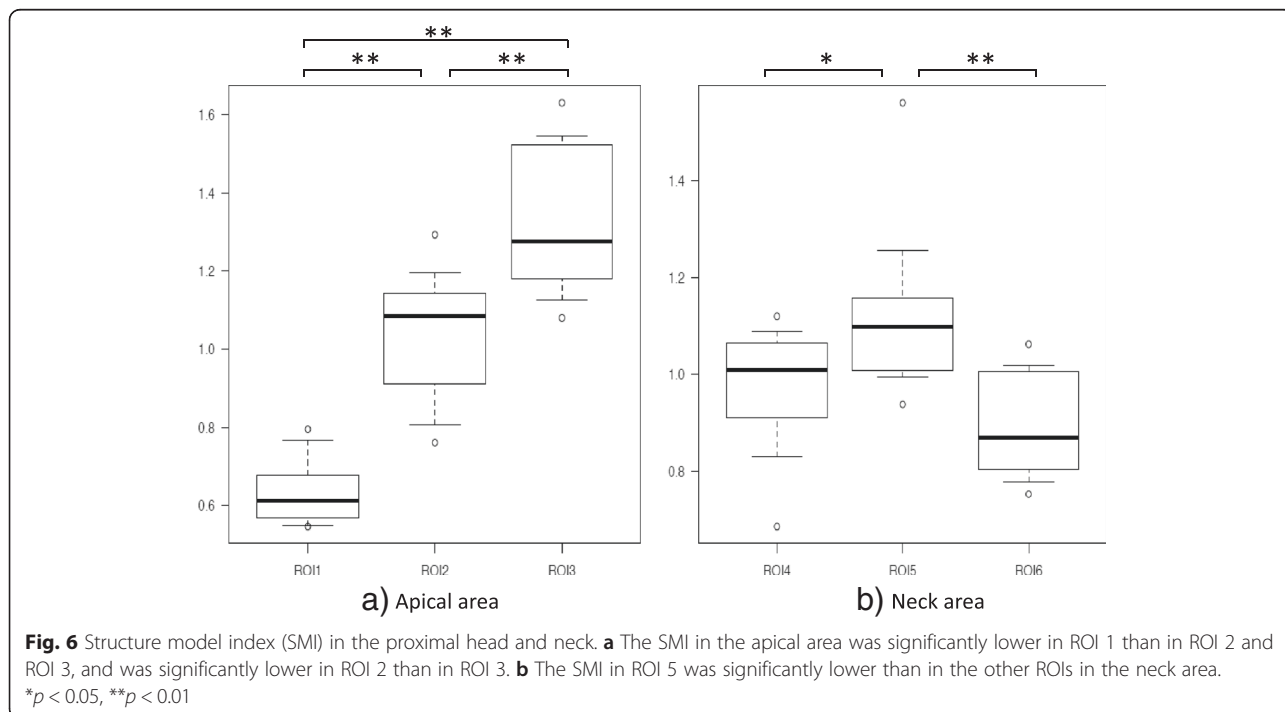 **
** **
* **
1.6
1.4
1.2
1.0
0.8
0.6
ROI1 ROI2 ROI3
a) Apical area
1.4
1.2
1.0
0.8
ROI4 ROI5 ROI6
b) Neck area
Fig. 6 Structure model index (SMI) in the proximal head and neck. a The SMI in the apical area was significantly lower in ROI 1 than in ROI 2 and
ROI 3, and was significantly lower in ROI 2 than in ROI 3. b The SMI in ROI 5 was significantly lower than in the other ROIs in the neck area.
*p < 0.05, **p < 0.01